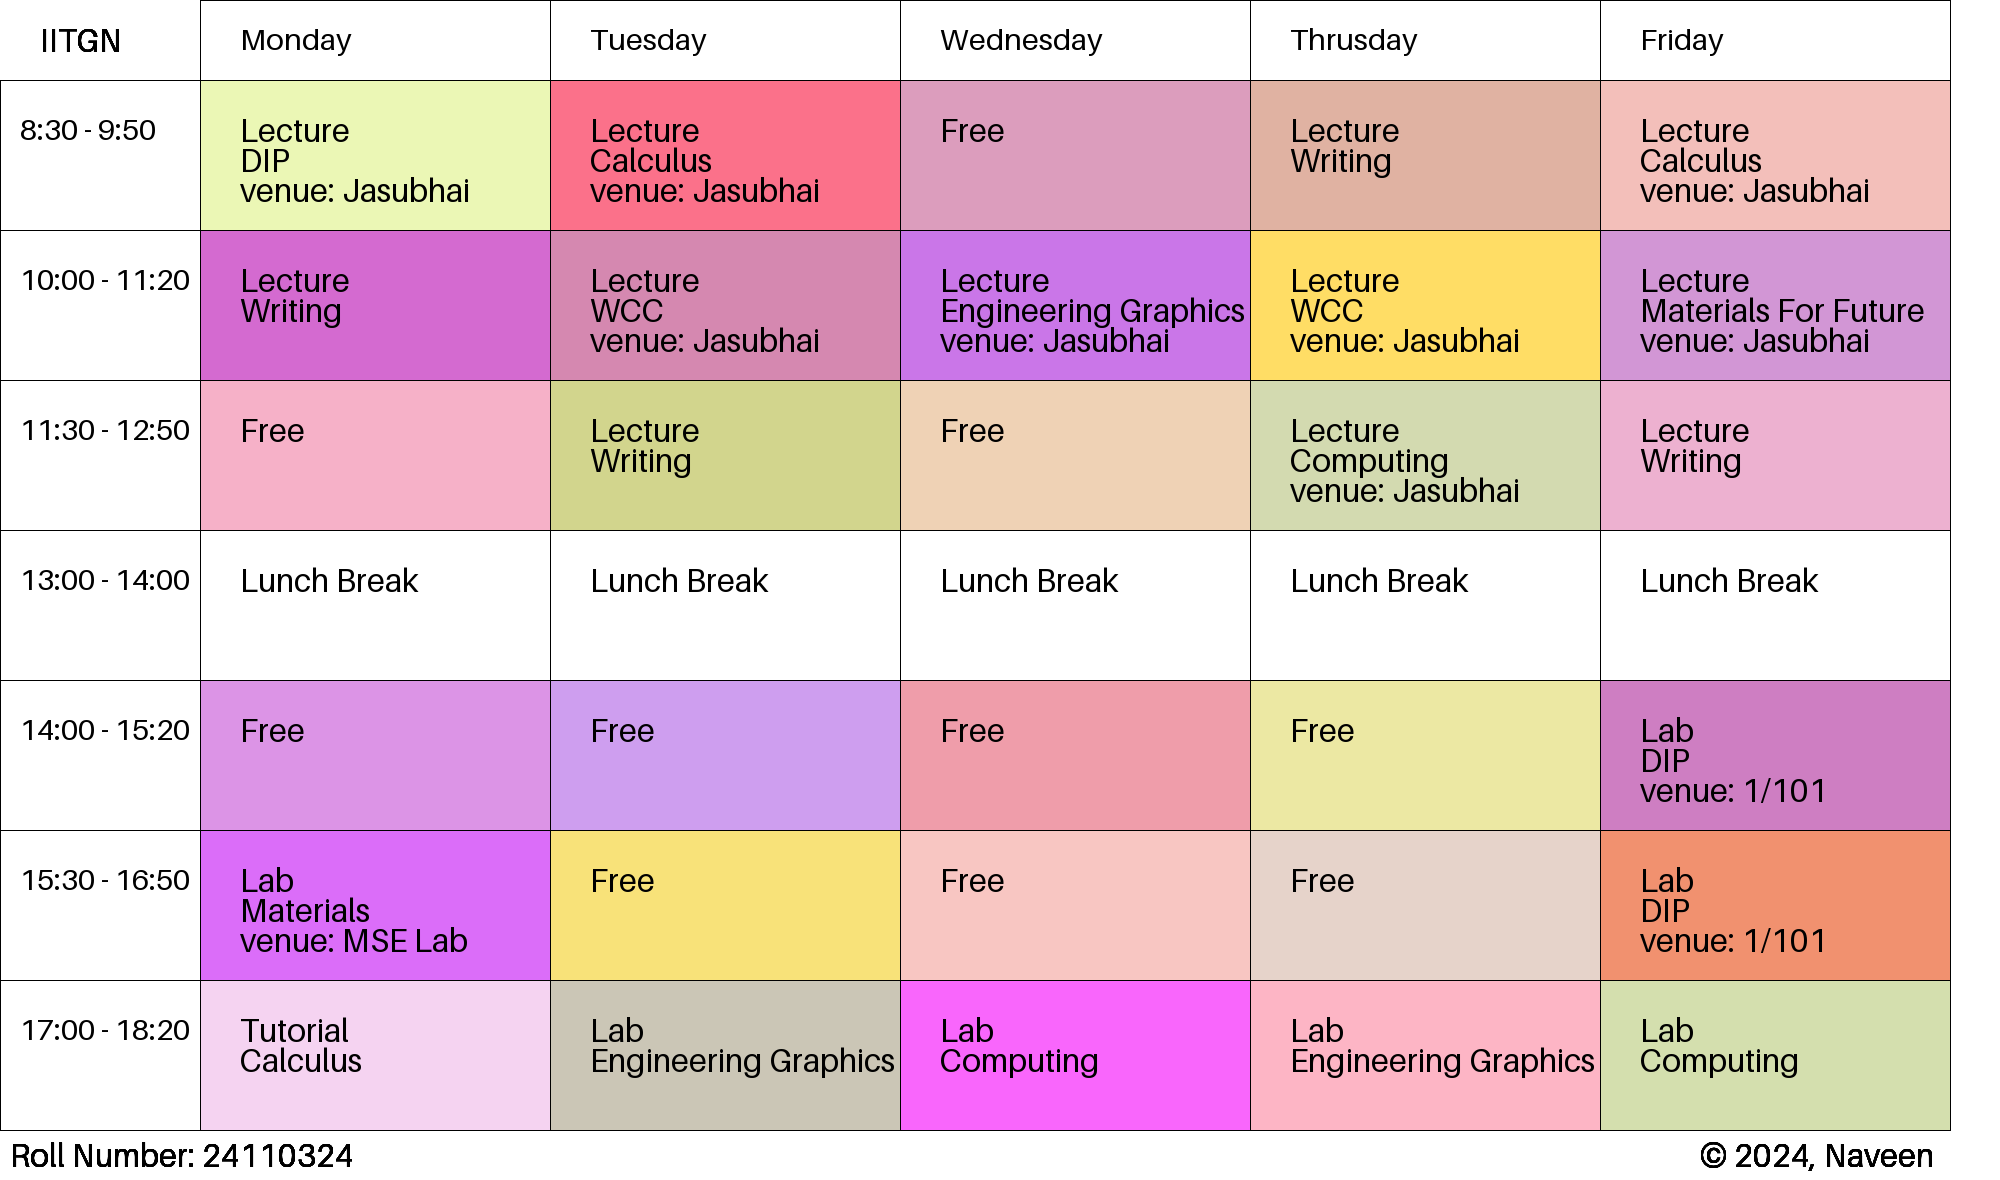 IITGN
Monday
Tuesday
Wednesday
Thrusday
Friday
8:30 - 9:50
Lecture
DIP
venue: Jasubhai
Lecture
Calculus
venue: Jasubhai
Free
Lecture
Writing
Lecture
Calculus
venue: Jasubhai
10:00 - 11:20
Lecture
Writing
Lecture
WCC
venue: Jasubhai
Lecture
Engineering Graphics
venue: Jasubhai
Lecture
WCC
venue: Jasubhai
Lecture
Materials For Future
venue: Jasubhai
11:30 - 12:50
Free
Lecture
Writing
Free
Lecture
Computing
venue: Jasubhai
Lecture
Writing
13:00 - 14:00
Lunch Break
Lunch Break
Lunch Break
Lunch Break
Lunch Break
14:00 - 15:20
Free
Free
Free
Free
Lab
DIP
venue: 1/101
15:30 - 16:50
Lab
Materials
venue: MSE Lab
Free
Free
Free
Lab
DIP
venue: 1/101
17:00 - 18:20
Tutorial
Calculus
Lab
Engineering Graphics
Lab
Computing
Lab
Engineering Graphics
Lab
Computing
Roll Number: 24110324
© 2024, Naveen